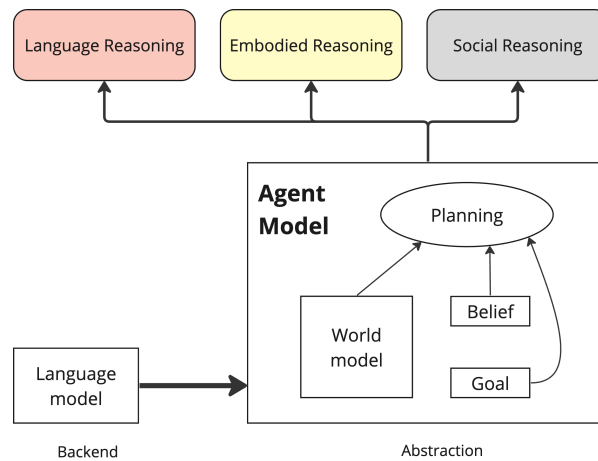 Language Reasoning
Embodied Reasoning
Social Reasoning
Agent
Model
Planning
World
model
Belief
Goal
Language
model
Backend
Abstraction